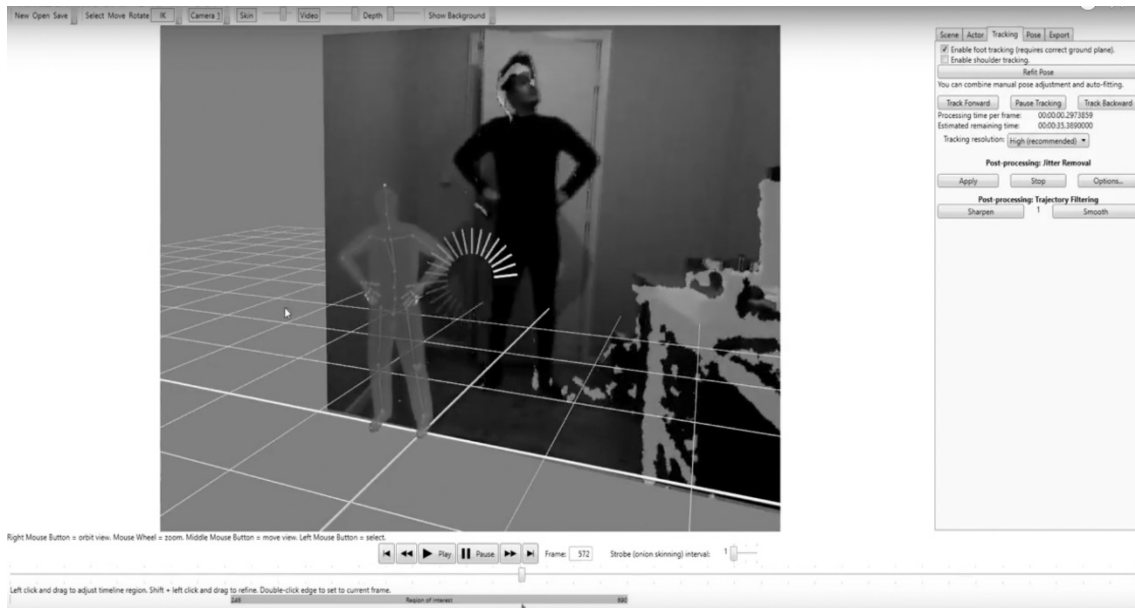 New Open Save Select Move Rotate IK Camera 1 Skin Video Depth Show Background
Scene Actor Tracking Pose Export
Enable foot tracking (requires correct ground plane).
Enable shoulder tracking.
Refit Pose
You can combine manual pose adjustment and auto-fitting.
Track Forward Pause Tracking Track Backward
Processing time per frame: 00:00:00.2973859
Estimated remaining time: 00:00:35.3890000
Tracking resolution: High (recommended)
Post-processing: Jitter Removal
Apply Stop Options...
Post-processing: Trajectory Filtering
Sharpen 1 Smooth
Right Mouse Button = orbit view. Mouse Wheel = zoom. Middle Mouse Button = move view. Left Mouse Button = select.
Play Pause Frame: 572 Strobe (onion skinning) interval: 1
Left click and drag to adjust timeline region. Shift + left click and drag to refine. Double-click edge to set to current frame.
Region of interest